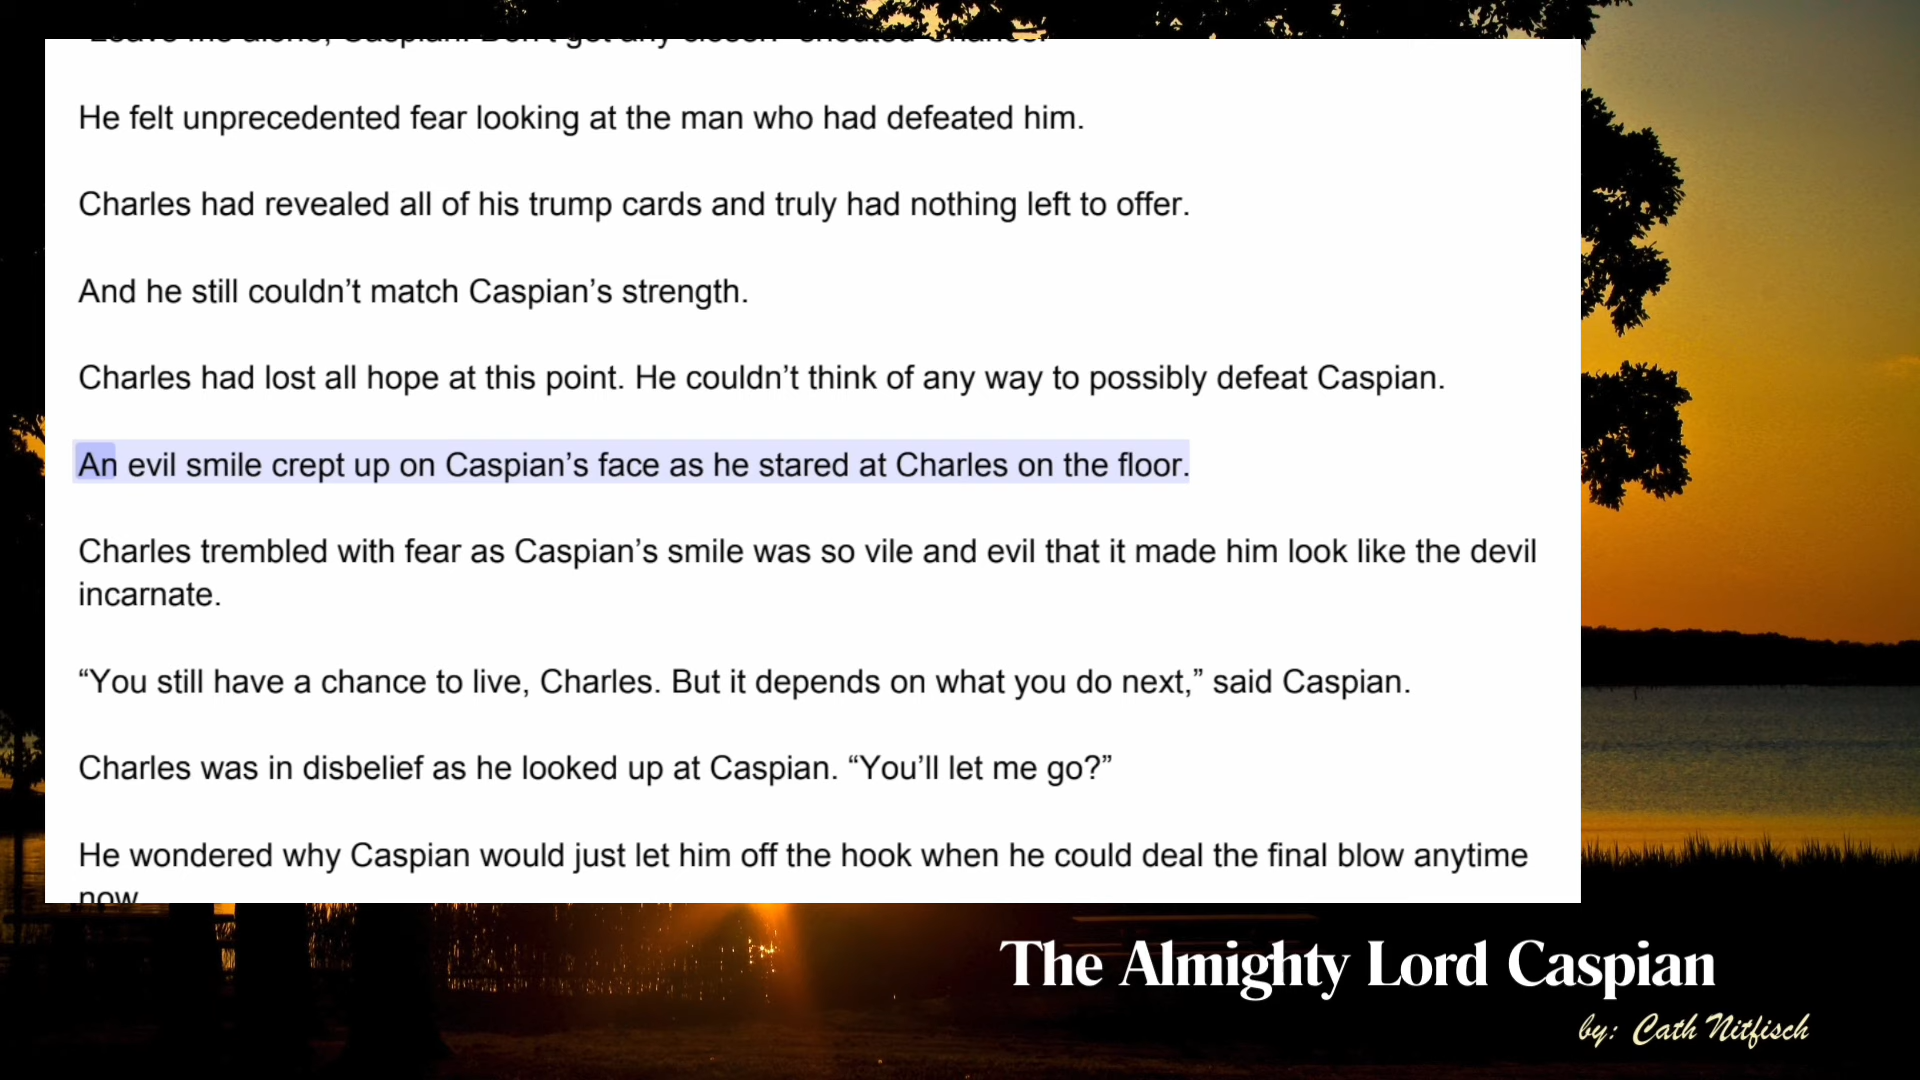 He felt unprecedented fear looking at the man who had defeated him.
Charles had revealed all of his trump cards and truly had nothing left to offer.
And he still couldn’t match Caspian’s strength.
Charles had lost all hope at this point. He couldn’t think of any way to possibly defeat Caspian.
An evil smile crept up on Caspian’s face as he stared at Charles on the floor.
Charles trembled with fear as Caspian’s smile was so vile and evil that it made him look like the devil
incarnate.
“You still have a chance to live, Charles. But it depends on what you do next,” said Caspian.
Charles was in disbelief as he looked up at Caspian. “You’ll let me go?”
He wondered why Caspian would just let him off the hook when he could deal the final blow anytime
now
The Almighty Lord Caspian
by: Cath Nitfisch